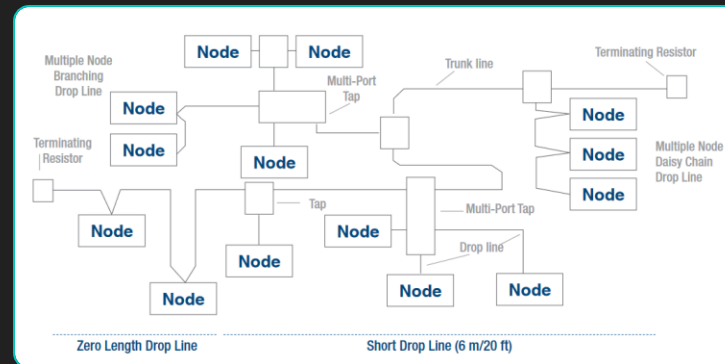 Node
Node
Multiple Node
Branching
Drop Line
Trunk line
Terminating Resistor
Multi-Port
Tap
Node
Node
Terminating
Resistor
Node
Node
Node
Node
Multiple Node
Daisy Chain
Drop Line
Node
Tap
Multi-Port Tap
Node
Node
Drop line
Node
Node
Node
Node
Zero Length Drop Line
Short Drop Line (6 m/20 ft)